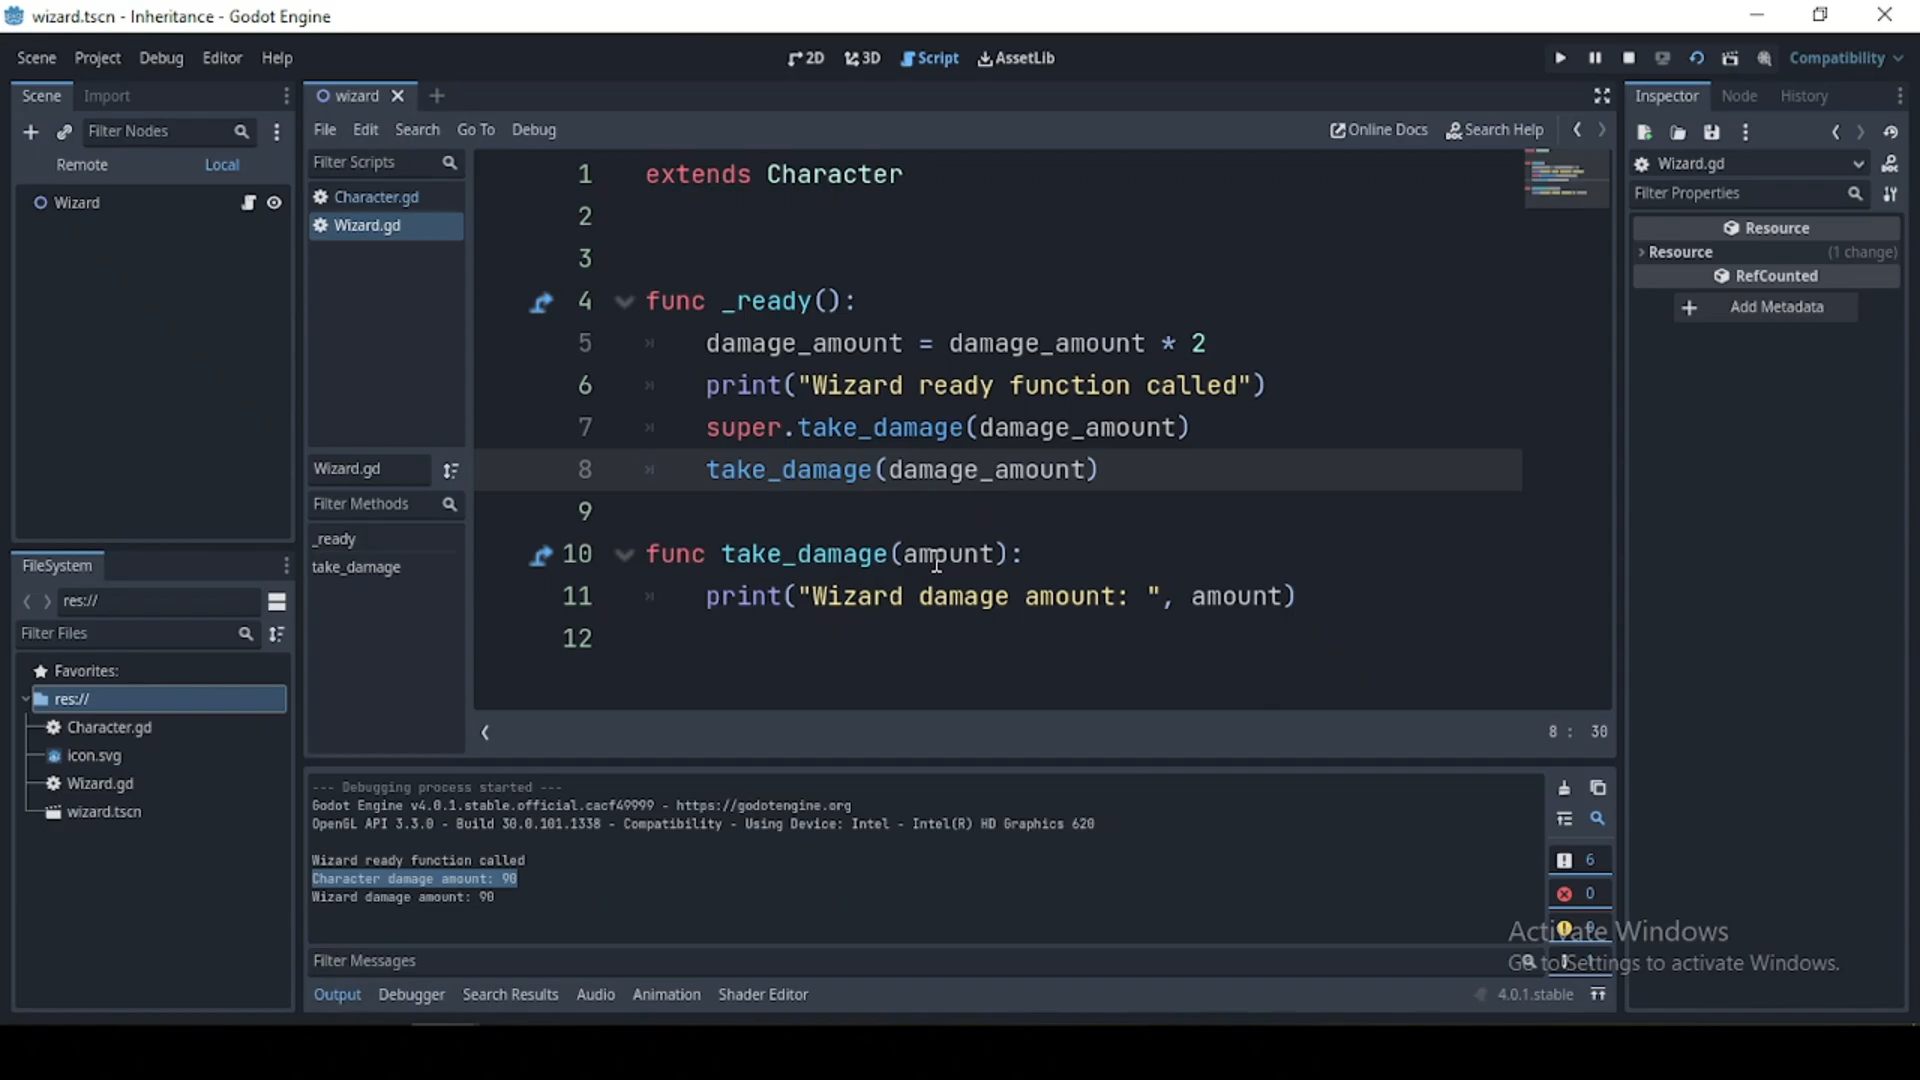 wizard.tscn - Inheritance - Godot Engine
Scene Project Debug Editor Help
2D 3D Script AssetLib
Compatibility
Scene Import
wizard
Inspector Node History
Filter Nodes
File Edit Search Go To Debug
Online Docs Search Help
Remote Local
Filter Scripts
Wizard.gd
Filter Properties
Wizard
Character.gd
Wizard.gd
Resource
Resource (1 change)
RefCounted
Add Metadata
1 extends Character
2
3
4 func _ready():
5 damage_amount = damage_amount * 2
6 print("Wizard ready function called")
7 super.take_damage(damage_amount)
8 take_damage(damage_amount)
9
10 func take_damage(amount):
11 print("Wizard damage amount: ", amount)
12
Wizard.gd
Filter Methods
_ready
take_damage
8 : 30
FileSystem
res://
Filter Files
Favorites:
res://
Character.gd
icon.svg
Wizard.gd
wizard.tscn
--- Debugging process started ---
Godot Engine v4.0.1.stable.official.cacf49999 - https://godotengine.org
OpenGL API 3.3.0 - Build 30.0.101.1338 - Compatibility - Using Device: Intel - Intel(R) HD Graphics 620
Wizard ready function called
Character damage amount: 90
Wizard damage amount: 90
6
0
Filter Messages
Output Debugger Search Results Audio Animation Shader Editor
4.0.1.stable
Activate Windows
Go to Settings to activate Windows.